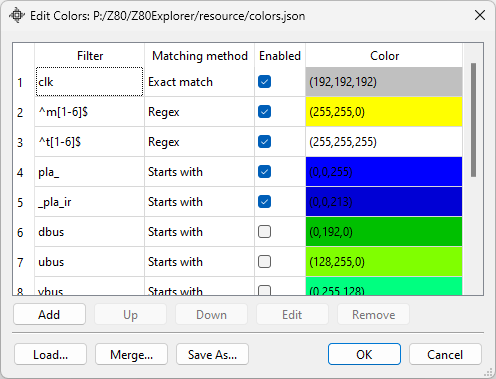 Edit Colors: P:/Z80/Z80Explorer/resource/colors.json
Filter Matching method Enabled Color
1 clk Exact match (192,192,192)
2 ^m[1-6]$ Regex (255,255,0)
3 ^t[1-6]$ Regex (255,255,255)
4 pla_ Starts with (0,0,255)
5 _pla_ir Starts with (0,0,213)
6 dbus Starts with (0,192,0)
7 ubus Starts with (128,255,0)
8 vbus Starts with (0,255,128)
Add Up Down Edit Remove
Load... Merge... Save As... OK Cancel